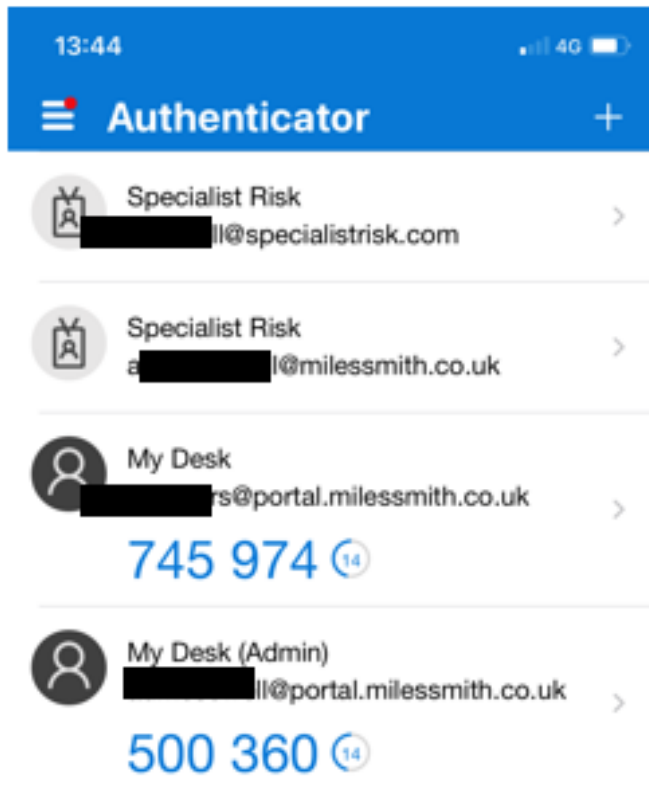 13:44 4G
Authenticator +
Specialist Risk
ll@specialistrisk.com
Specialist Risk
a l@milessmith.co.uk
My Desk
rs@portal.milessmith.co.uk
745 974 14
My Desk (Admin)
ll@portal.milessmith.co.uk
500 360 14